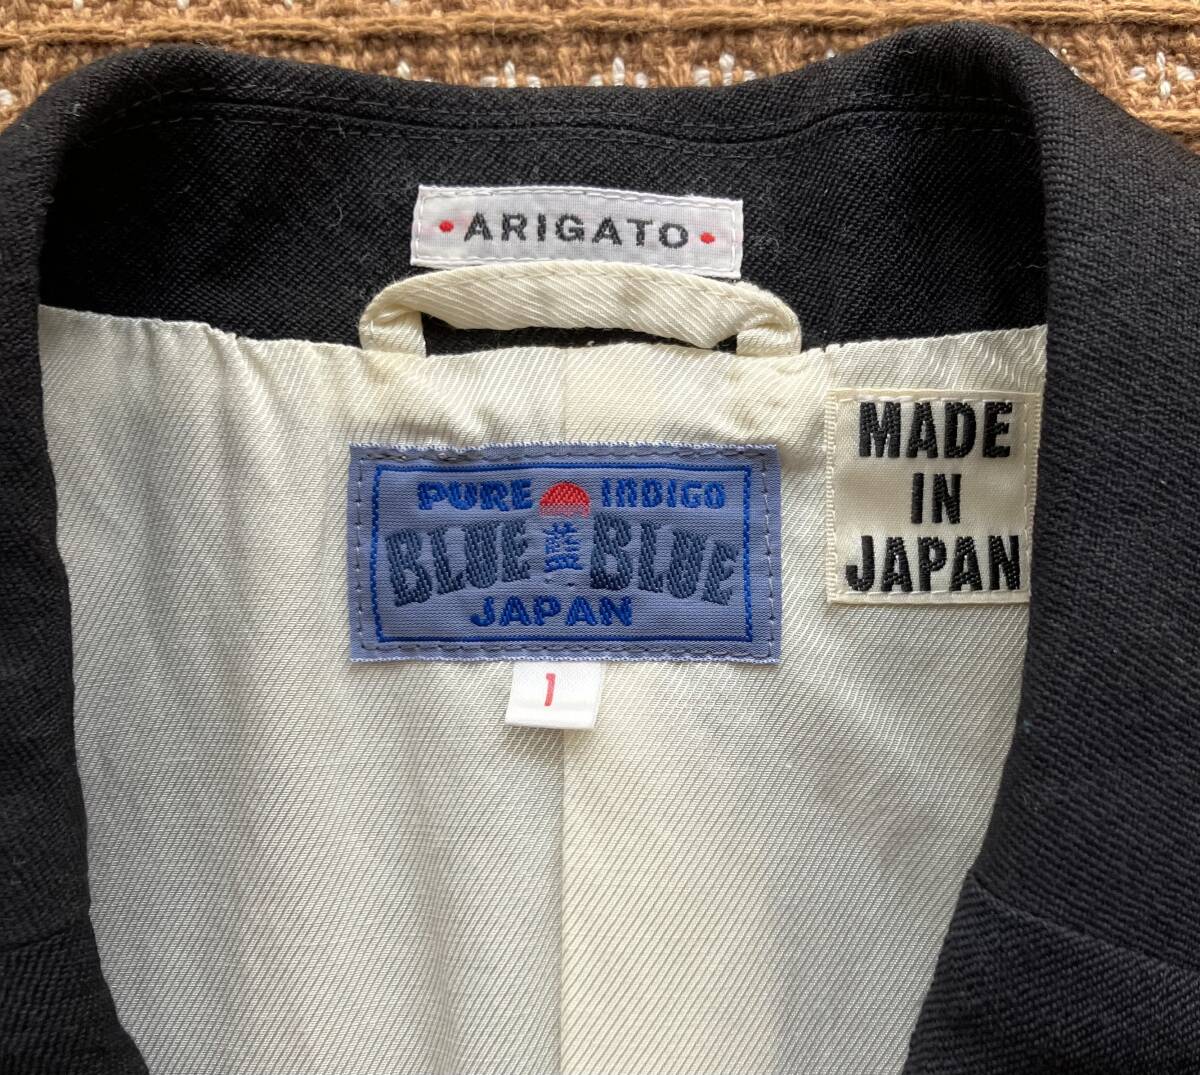 • ARIGATO •
PURE INDIGO
BLUE 藍 BLUE
JAPAN
1
MADE
IN
JAPAN